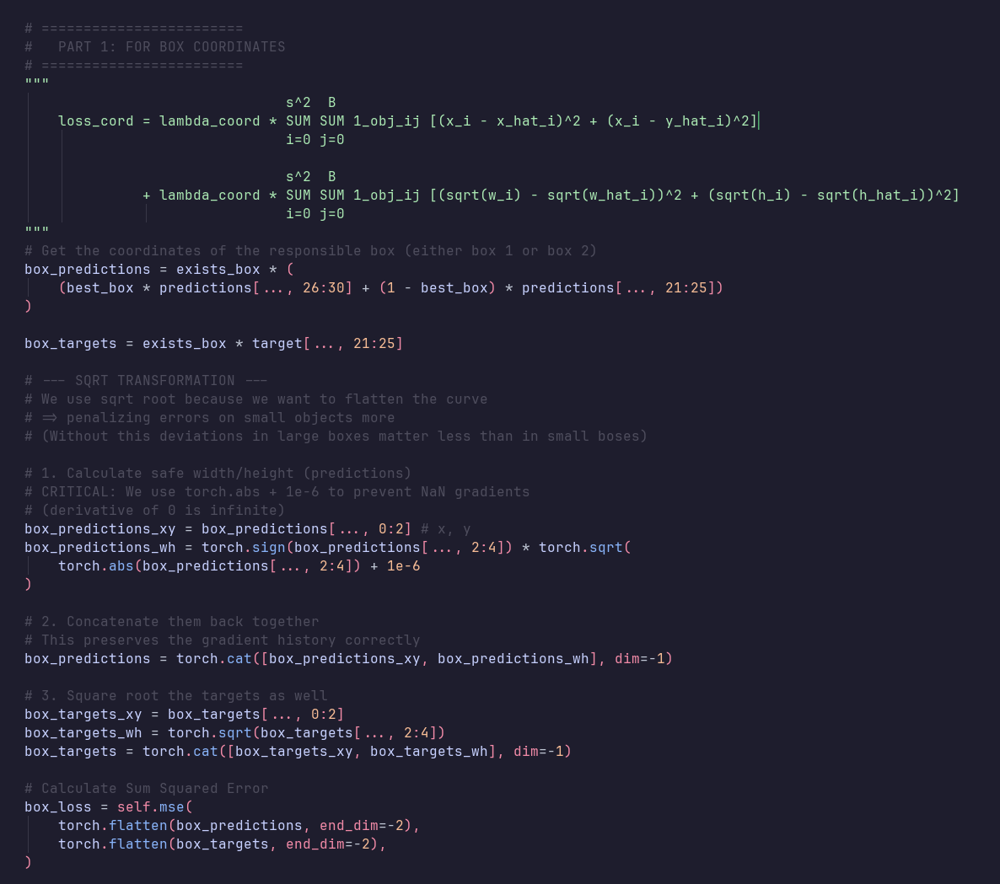 # ========================
#   PART 1: FOR BOX COORDINATES
# ========================
"""
                               s^2  B
    loss_cord = lambda_coord * SUM SUM 1_obj_ij [(x_i - x_hat_i)^2 + (x_i - y_hat_i)^2]
                               i=0 j=0
                               s^2  B
              + lambda_coord * SUM SUM 1_obj_ij [(sqrt(w_i) - sqrt(w_hat_i))^2 + (sqrt(h_i) - sqrt(h_hat_i))^2]
                               i=0 j=0
"""
# Get the coordinates of the responsible box (either box 1 or box 2)
box_predictions = exists_box * (
    (best_box * predictions[..., 26:30] + (1 - best_box) * predictions[..., 21:25])
)
box_targets = exists_box * target[..., 21:25]
# --- SQRT TRANSFORMATION ---
# We use sqrt root because we want to flatten the curve
# => penalizing errors on small objects more
# (Without this deviations in large boxes matter less than in small boses)
# 1. Calculate safe width/height (predictions)
# CRITICAL: We use torch.abs + 1e-6 to prevent NaN gradients
# (derivative of 0 is infinite)
box_predictions_xy = box_predictions[..., 0:2] # x, y
box_predictions_wh = torch.sign(box_predictions[..., 2:4]) * torch.sqrt(
    torch.abs(box_predictions[..., 2:4]) + 1e-6
)
# 2. Concatenate them back together
# This preserves the gradient history correctly
box_predictions = torch.cat([box_predictions_xy, box_predictions_wh], dim=-1)
# 3. Square root the targets as well
box_targets_xy = box_targets[..., 0:2]
box_targets_wh = torch.sqrt(box_targets[..., 2:4])
box_targets = torch.cat([box_targets_xy, box_targets_wh], dim=-1)
# Calculate Sum Squared Error
box_loss = self.mse(
    torch.flatten(box_predictions, end_dim=-2),
    torch.flatten(box_targets, end_dim=-2),
)